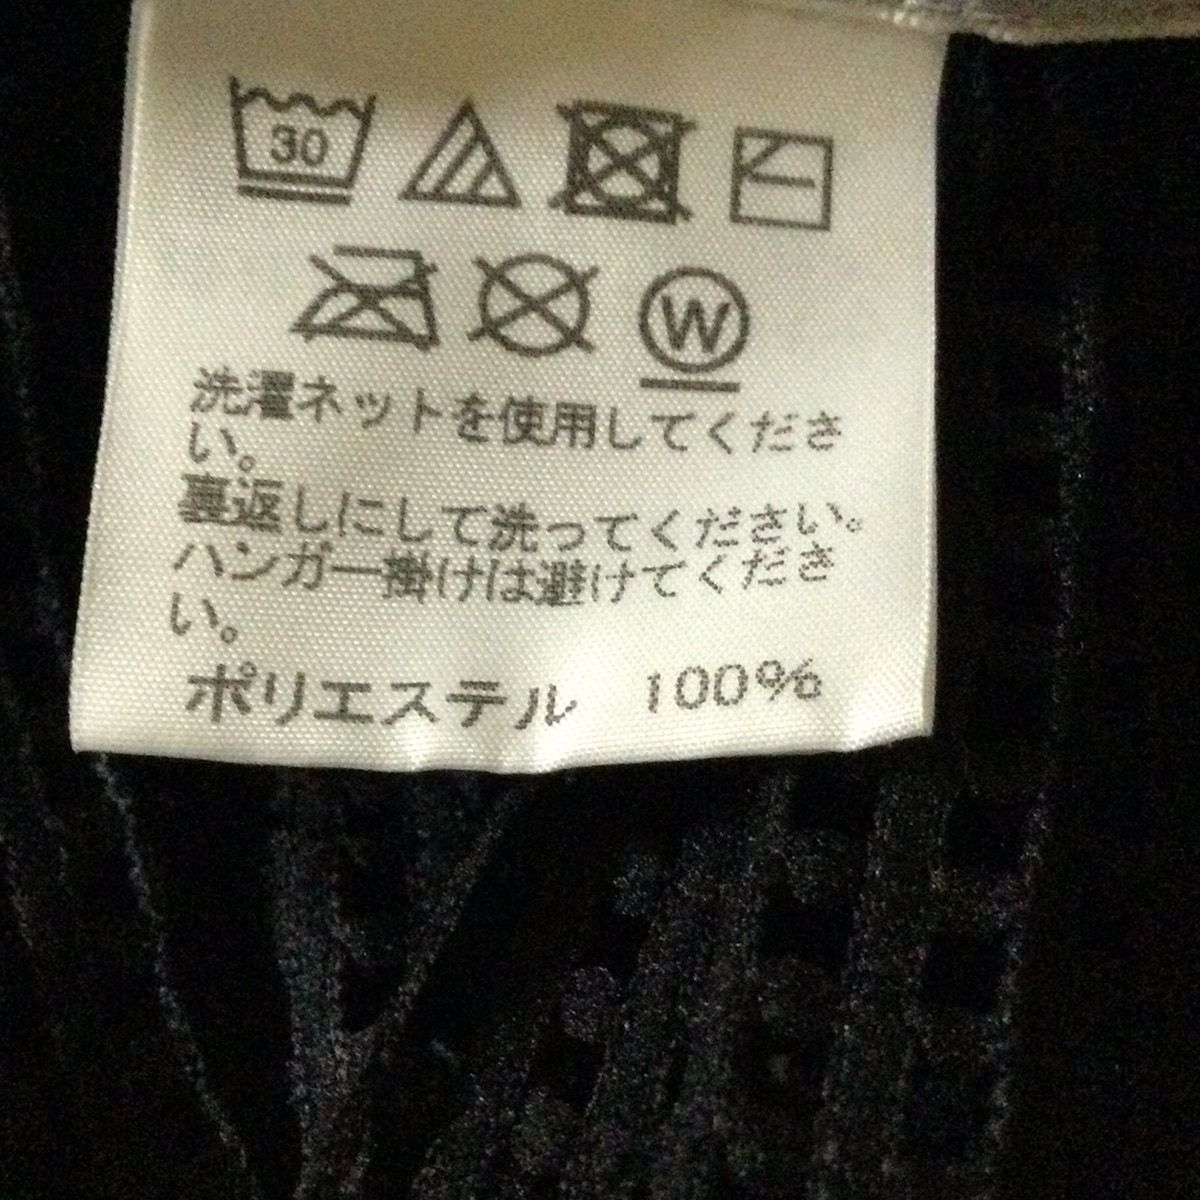 30
W
洗濯ネットを使用してくださ
い。
裏返しにして洗ってください。
ハンガー掛けは避けてくださ
い。
ポリエステル 100%